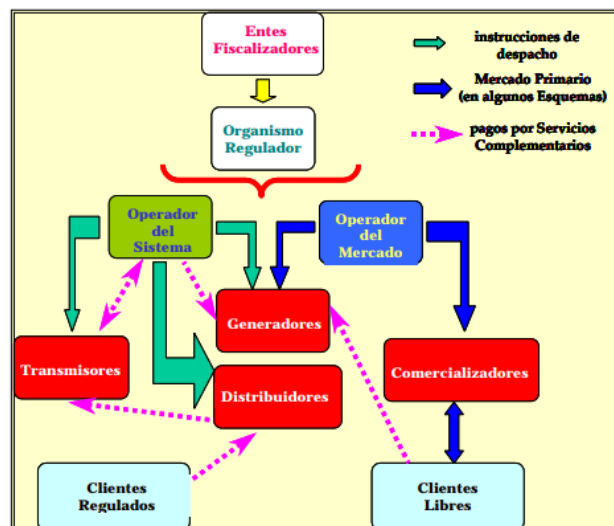 Entes
Fiscalizadores
instrucciones de
despacho
Mercado Primario
(en algunos Esquemas)
pagos por Servicios
Complementarios
Organismo
Regulador
Operador
del
Sistema
Operador
del
Mercado
Generadores
Transmisores
Distribuidores
Comercializadores
Clientes
Regulados
Clientes
Libres